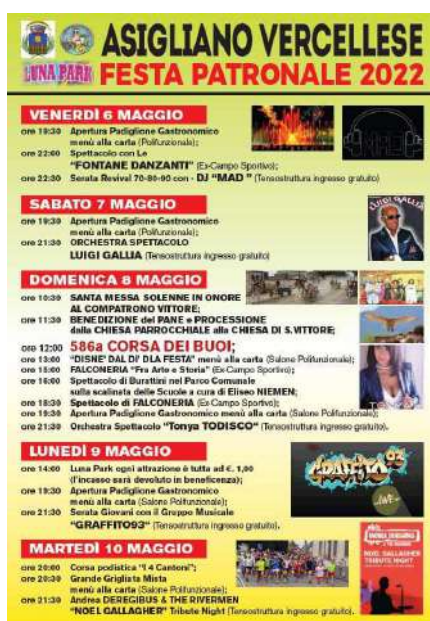 ASIGLIANO VERCELLESE
LUNA PARK
FESTA PATRONALE 2022
VENERDÌ 6 MAGGIO
ore 19:30 Apertura Padiglione Gastronomico
menù alla carta (Polifunzionale);
ore 22:00 Spettacolo con Le
"FONTANE DANZANTI" (Ex-Campo Sportivo);
ore 22:30 Serata Revival 70-80-90 con - DJ "MAD" (Tensostruttura ingresso gratuito)
SABATO 7 MAGGIO
ore 19:30 Apertura Padiglione Gastronomico
menù alla carta (Polifunzionale);
ore 21:30 ORCHESTRA SPETTACOLO
LUIGI GALLIA (Tensostruttura ingresso gratuito)
LUIGI GALLIA
DOMENICA 8 MAGGIO
ore 10:30 SANTA MESSA SOLENNE IN ONORE
AL COMPATRONO VITTORE;
ore 11:30 BENEDIZIONE del PANE e PROCESSIONE
dalla CHIESA PARROCCHIALE alla CHIESA DI S.VITTORE;
ore 12:00 586a CORSA DEI BUOI;
ore 13:00 "DISNE' DAL DI' DLA FESTA" menù alla carta (Salone Polifunzionale);
ore 15:00 FALCONERIA "Fra Arte e Storia" (Ex-Campo Sportivo);
ore 16:00 Spettacolo di Burattini nel Parco Comunale
sulla scalineta delle Scuole a cura di Eliseo NIEMEN;
ore 18:30 Spettacolo di FALCONERIA (Ex-Campo Sportivo);
ore 19:30 Apertura Padiglione Gastronomico menù alla carta (Salone Polifunzionale);
ore 21:30 Orchestra Spettacolo "Tonya TODISCO" (Tensostruttura ingresso gratuito).
LUNEDÌ 9 MAGGIO
ore 14:00 Luna Park ogni attrazione è tutta ad €. 1,00
(l'incasso sarà devoluto in beneficenza);
ore 19:30 Apertura Padiglione Gastronomico
menù alla carta (Salone Polifunzionale);
ore 21:30 Serata Giovani con il Gruppo Musicale
"GRAFFITO93" (Tensostruttura ingresso gratuito).
GRAFFITO 93
LIVE
MARTEDÌ 10 MAGGIO
ore 20:00 Corsa podistica "I 4 Cantoni";
ore 20:30 Grande Grigliata Mista
menù alla carta (Salone Polifunzionale);
ore 21:30 Andrea DEREGIBUS & THE RIVERMEN
"NOEL GALLAGHER" Tribute Night (Tensostruttura ingresso gratuito).
NOEL GALLAGHER
TRIBUTE NIGHT